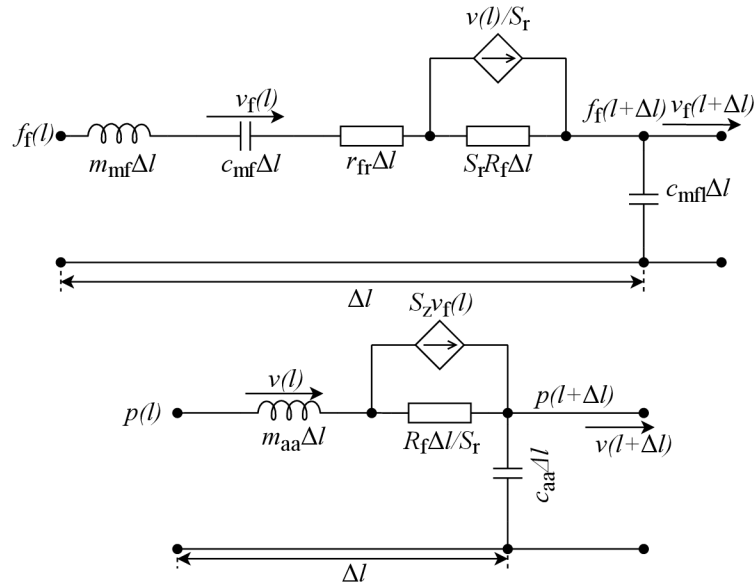 v(l)/Sr
ff(l)
vf(l)
ff(l+Δl)
vf(l+Δl)
mmfΔl
cmfΔl
rfrΔl
SrRfΔl
cmflΔl
Δl
Szvf(l)
p(l)
v(l)
p(l+Δl)
maaΔl
RfΔl/Sr
v(l+Δl)
caaΔl
Δl